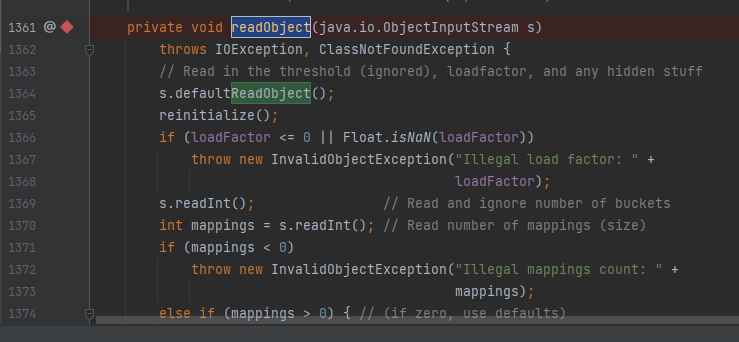 1361 @ private void readObject(java.io.ObjectInputStream s)
1362 throws IOException, ClassNotFoundException {
1363 // Read in the threshold (ignored), loadfactor, and any hidden stuff
1364 s.defaultReadObject();
1365 reinitialize();
1366 if (loadFactor <= 0 || Float.isNaN(loadFactor))
1367 throw new InvalidObjectException("Illegal load factor: " +
1368 loadFactor);
1369 s.readInt(); // Read and ignore number of buckets
1370 int mappings = s.readInt(); // Read number of mappings (size)
1371 if (mappings < 0)
1372 throw new InvalidObjectException("Illegal mappings count: " +
1373 mappings);
1374 else if (mappings > 0) { // (if zero, use defaults)